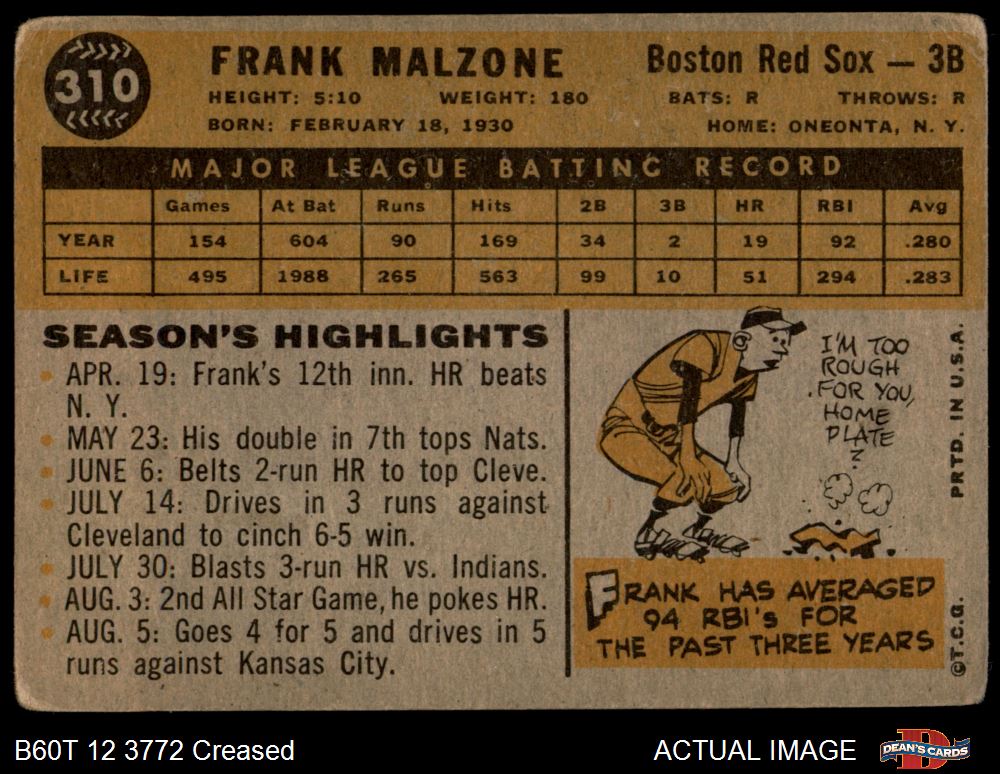 310
FRANK MALZONE
Boston Red Sox — 3B
HEIGHT: 5:10 WEIGHT: 180 BATS: R THROWS: R
BORN: FEBRUARY 18, 1930 HOME: ONEONTA, N. Y.
MAJOR LEAGUE BATTING RECORD
Games At Bat Runs Hits 2B 3B HR RBI Avg
YEAR 154 604 90 169 34 2 19 92 .280
LIFE 495 1988 265 563 99 10 51 294 .283
SEASON'S HIGHLIGHTS
APR. 19: Frank's 12th inn. HR beats
N. Y.
MAY 23: His double in 7th tops Nats.
JUNE 6: Belts 2-run HR to top Cleve.
JULY 14: Drives in 3 runs against
Cleveland to cinch 6-5 win.
JULY 30: Blasts 3-run HR vs. Indians.
AUG. 3: 2nd All Star Game, he pokes HR.
AUG. 5: Goes 4 for 5 and drives in 5
runs against Kansas City.
I'M TOO
ROUGH
FOR YOU,
HOME
PLATE
?
FRANK HAS AVERAGED
94 RBI's FOR
THE PAST THREE YEARS
©T.C.G. PRTD. IN U.S.A.
B60T 12 3772 Creased
ACTUAL IMAGE
DEAN'S CARDS